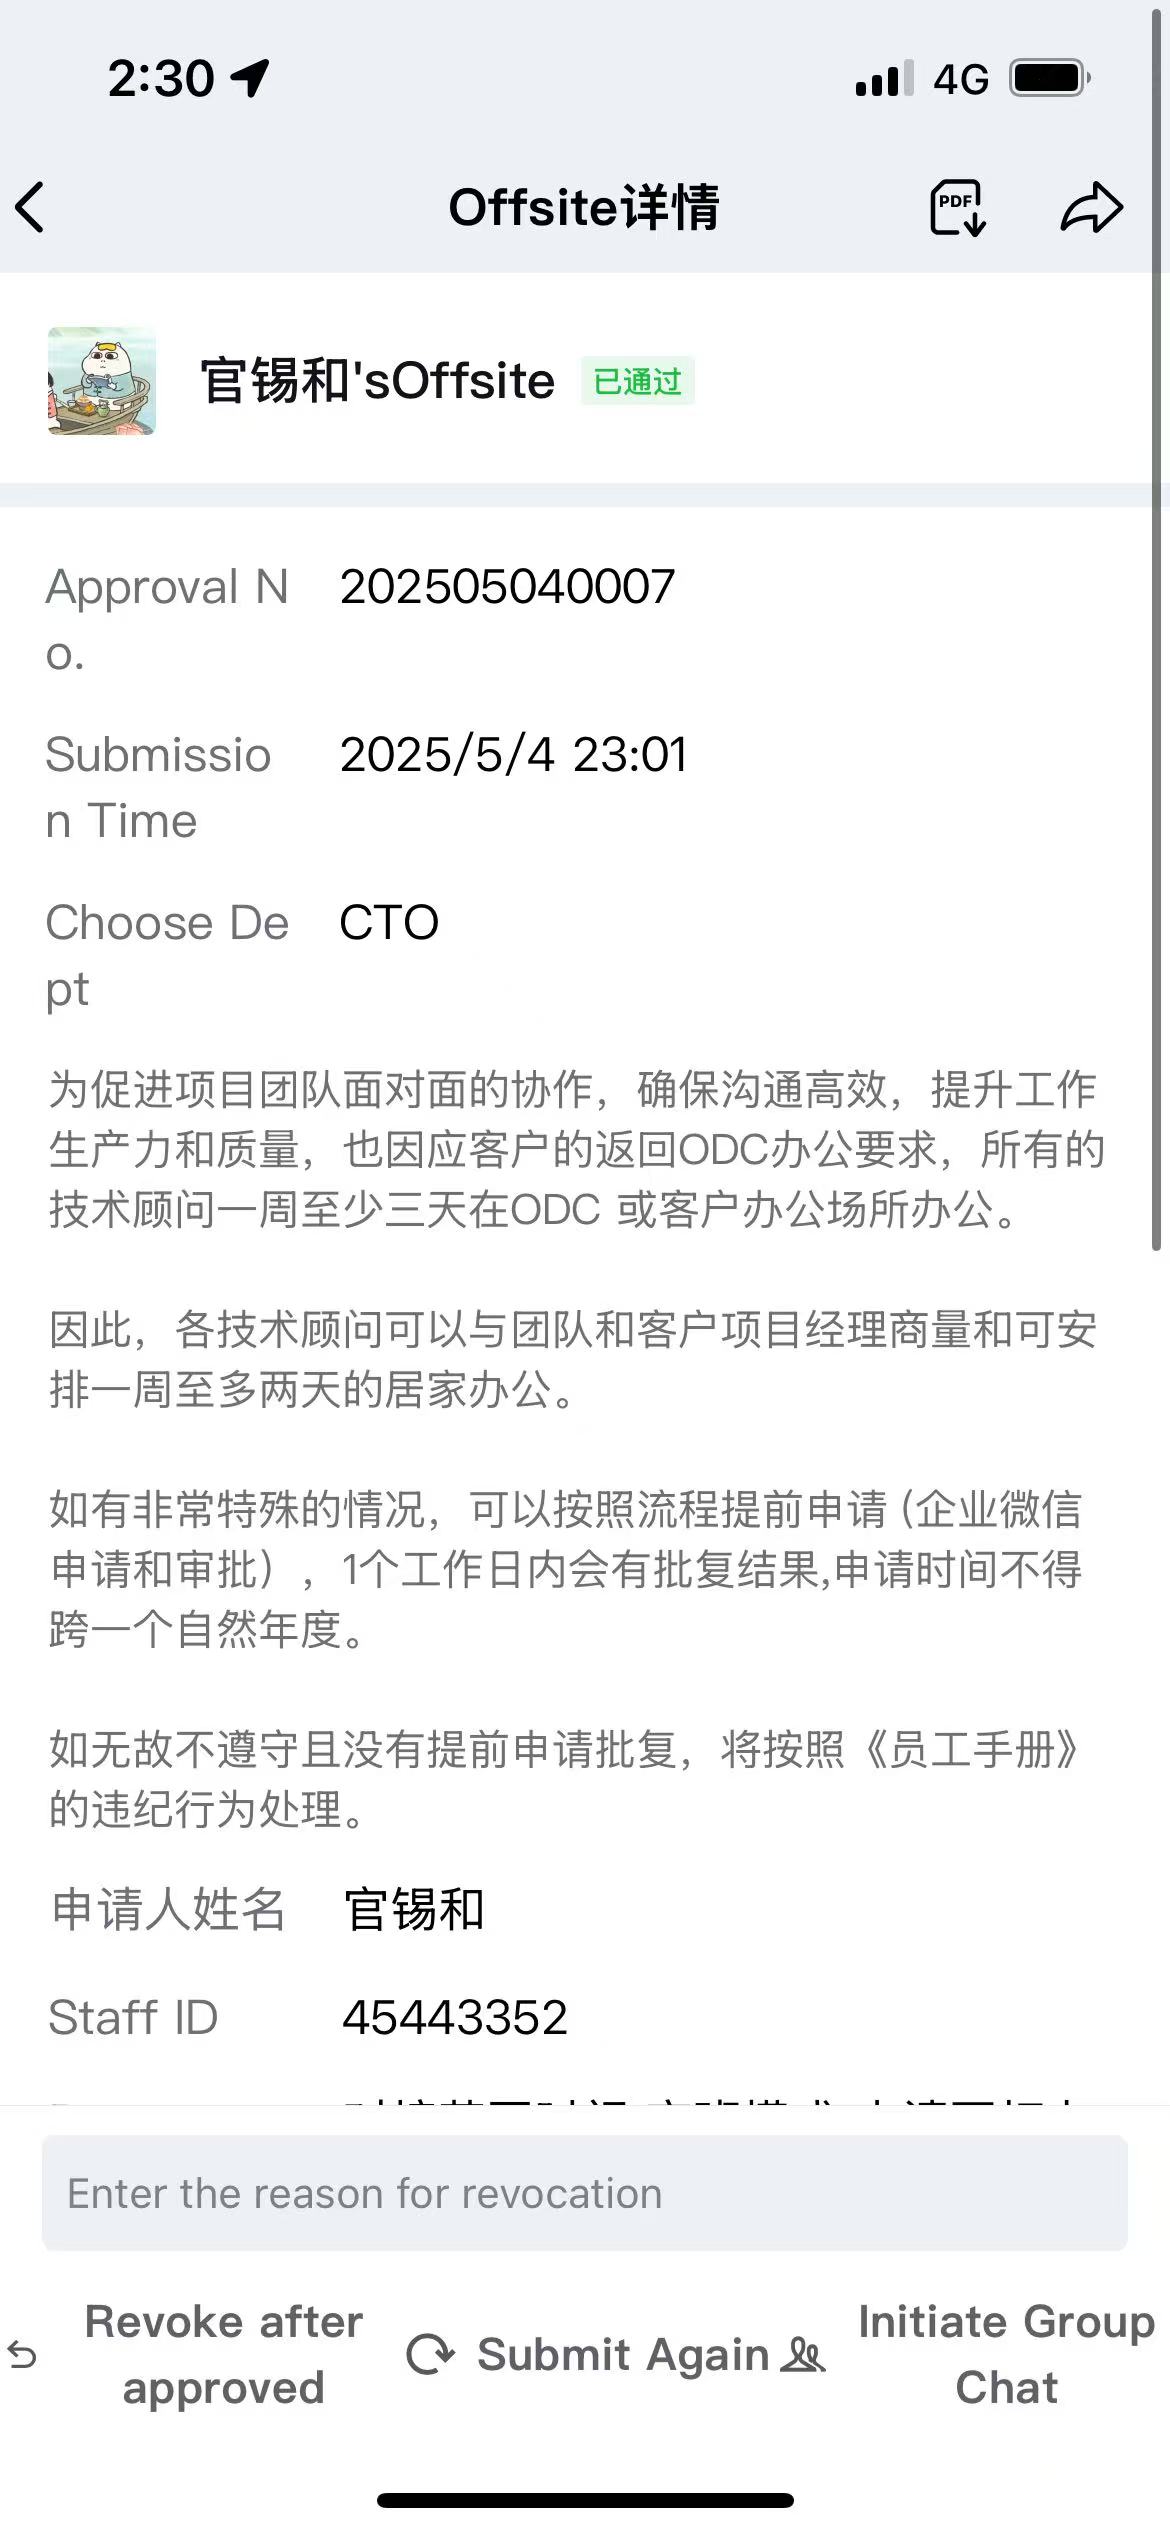 2:30
4G
Offsite详情
PDF
官锡和'sOffsite 已通过
Approval N 202505040007
o.
Submissio 2025/5/4 23:01
n Time
Choose De CTO
pt
为促进项目团队面对面的协作，确保沟通高效，提升工作
生产力和质量，也因应客户的返回ODC办公要求，所有的
技术顾问一周至少三天在ODC 或客户办公场所办公。
因此，各技术顾问可以与团队和客户项目经理商量和可安
排一周至多两天的居家办公。
如有非常特殊的情况，可以按照流程提前申请 (企业微信
申请和审批），1个工作日内会有批复结果,申请时间不得
跨一个自然年度。
如无故不遵守且没有提前申请批复，将按照《员工手册》
的违纪行为处理。
申请人姓名 官锡和
Staff ID 45443352
Enter the reason for revocation
Revoke after
approved
Submit Again
Initiate Group
Chat